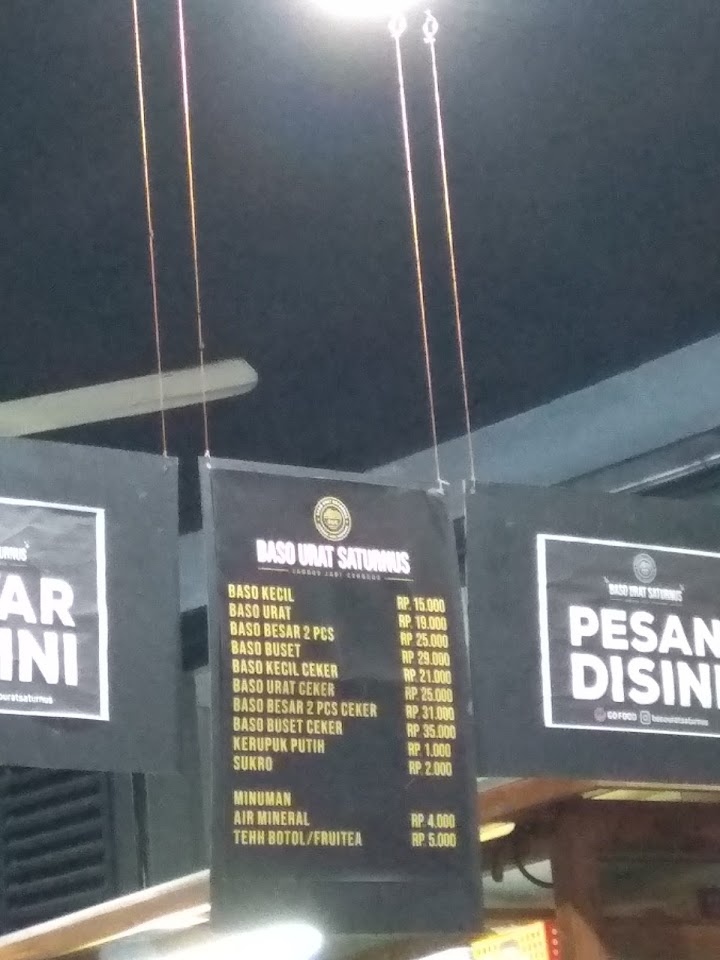 BASO URAT SATURNUS
BASO KECIL RP. 15.000
BASO URAT RP. 19.000
BASO BESAR 2 PCS RP. 25.000
BASO BUSET RP. 29.000
BASO KECIL CEKER RP. 21.000
BASO URAT CEKER RP. 25.000
BASO BESAR 2 PCS CEKER RP. 31.000
BASO BUSET CEKER RP. 35.000
KERUPUK PUTIH RP. 1.000
SUKRO RP. 2.000
MINUMAN
AIR MINERAL RP. 4.000
TEHH BOTOL/FRUITEA RP. 5.000
URNUS
AR
INI
ouratsaturnus
BASO URAT SATURNUS
PESAN
DISINI
GOFOOD basouratsaturnus